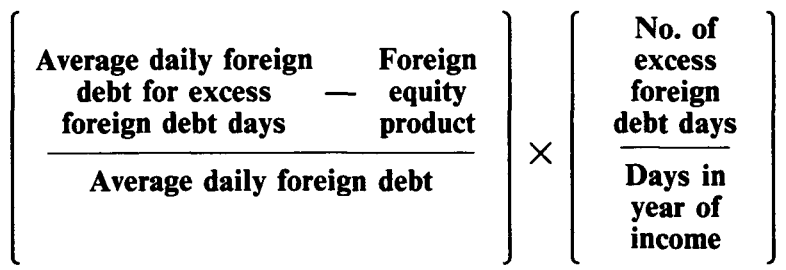 Average daily foreign debt for excess foreign debt days — Foreign equity product
Average daily foreign debt
×
No. of excess foreign debt days
Days in year of income